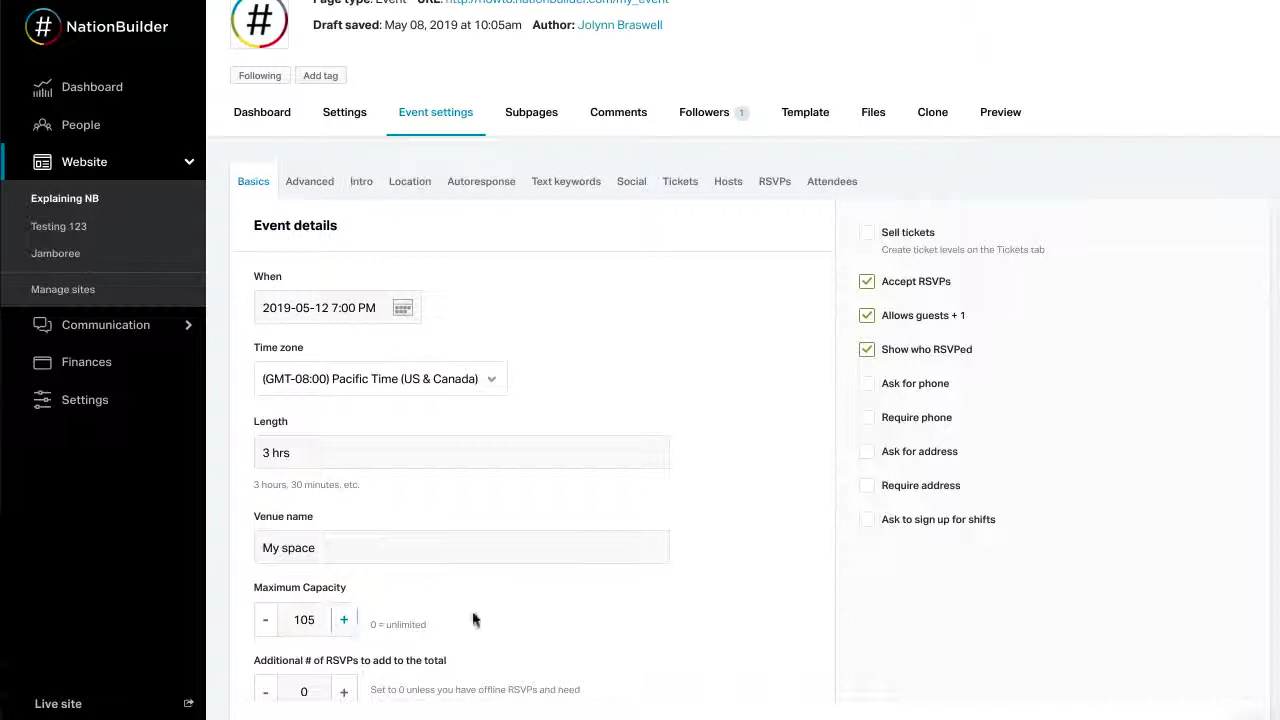 NationBuilder
Page type: Event URL: http://howto.nationbuilder.com/my_event
Draft saved: May 08, 2019 at 10:05am Author: Jolynn Braswell
Following Add tag
Dashboard Settings Event settings Subpages Comments Followers 1 Template Files Clone Preview
Dashboard
People
Website
Explaining NB
Testing 123
Jamboree
Manage sites
Communication
Finances
Settings
Live site
Basics Advanced Intro Location Autoresponse Text keywords Social Tickets Hosts RSVPs Attendees
Event details
When
2019-05-12 7:00 PM
Time zone
(GMT-08:00) Pacific Time (US & Canada)
Length
3 hrs
3 hours, 30 minutes, etc.
Venue name
My space
Maximum Capacity
- 105 + 0 = unlimited
Additional # of RSVPs to add to the total
- 0 + Set to 0 unless you have offline RSVPs and need
Sell tickets
Create ticket levels on the Tickets tab
Accept RSVPs
Allows guests + 1
Show who RSVPed
Ask for phone
Require phone
Ask for address
Require address
Ask to sign up for shifts